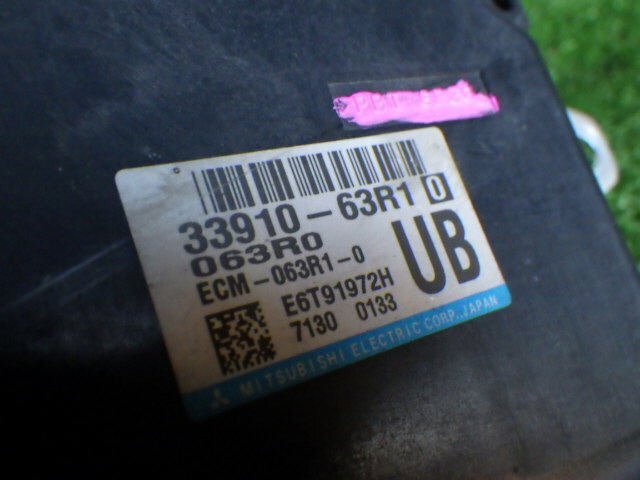 33910-63R1 0
063R0
ECM-063R1-0
UB
E6T91972H
7130 0133
MITSUBISHI ELECTRIC CORP., JAPAN